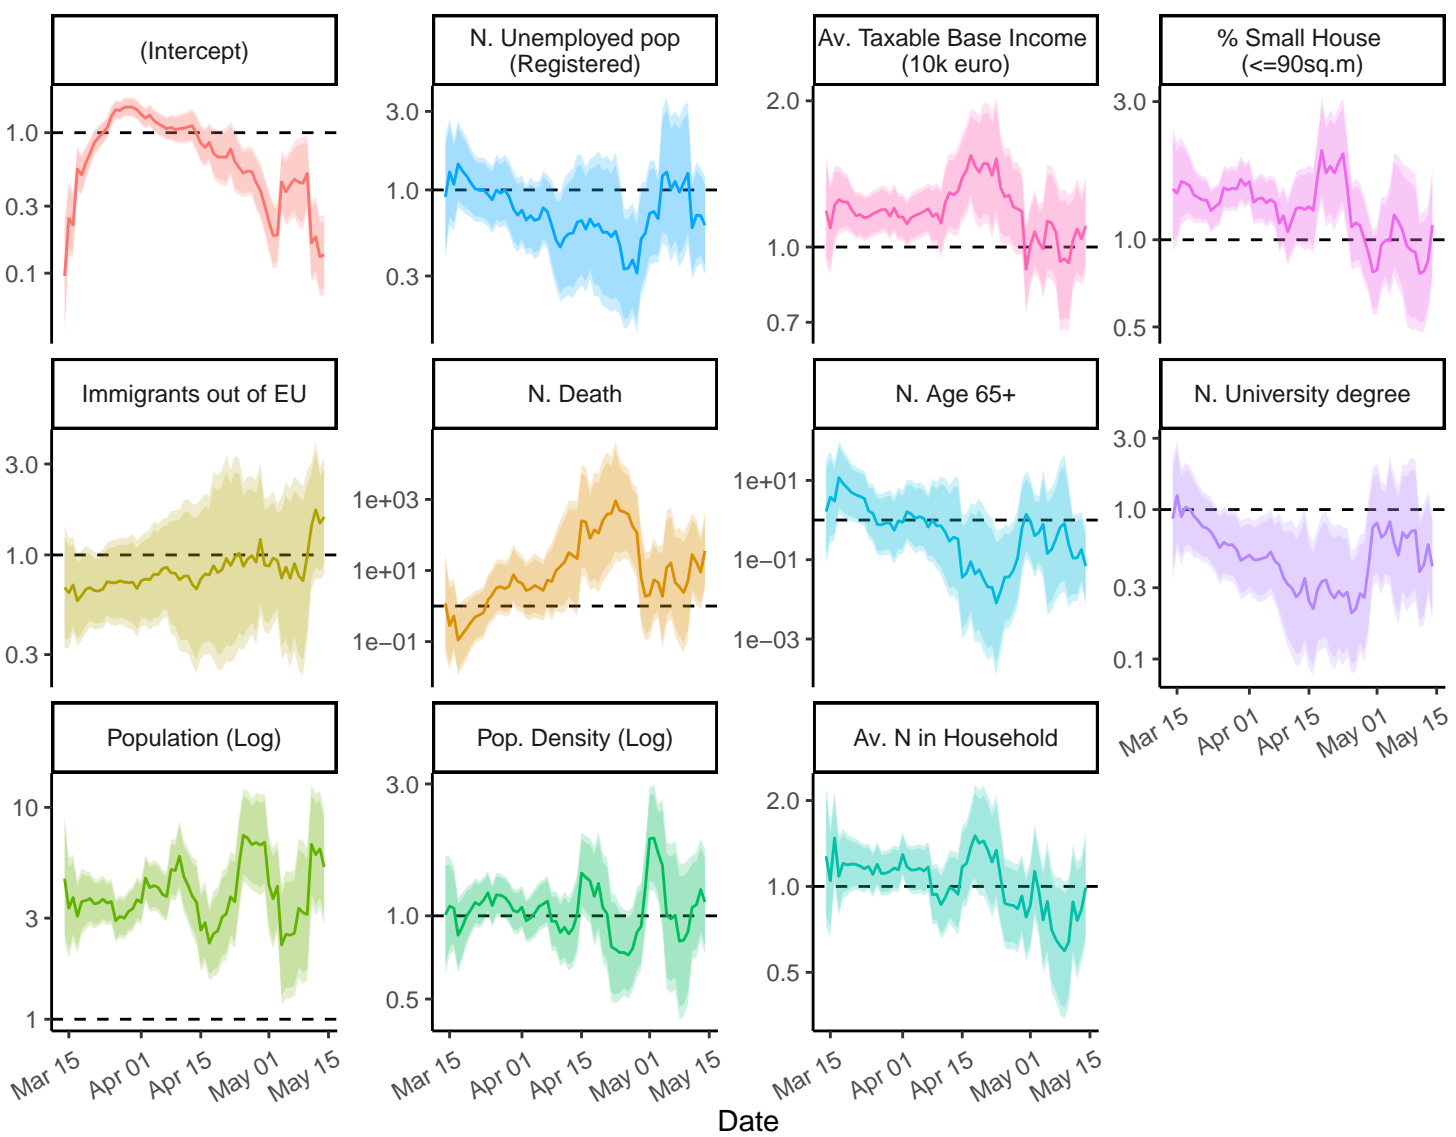 (Intercept)
N. Unemployed pop
(Registered)
Av. Taxable Base Income
(10k euro)
% Small House
(<=90sq.m)
1.0
0.3
0.1
3.0
1.0
0.3
2.0
1.0
0.7
3.0
1.0
0.5
Immigrants out of EU
N. Death
N. Age 65+
N. University degree
3.0
1.0
0.3
1e+03
1e+01
1e−01
1e+01
1e−01
1e−03
3.0
1.0
0.3
0.1
Mar 15
Apr 01
Apr 15
May 01
May 15
Population (Log)
Pop. Density (Log)
Av. N in Household
10
3
1
3.0
1.0
0.5
2.0
1.0
0.5
Mar 15
Apr 01
Apr 15
May 01
May 15
Mar 15
Apr 01
Apr 15
May 01
May 15
Mar 15
Apr 01
Apr 15
May 01
May 15
Date